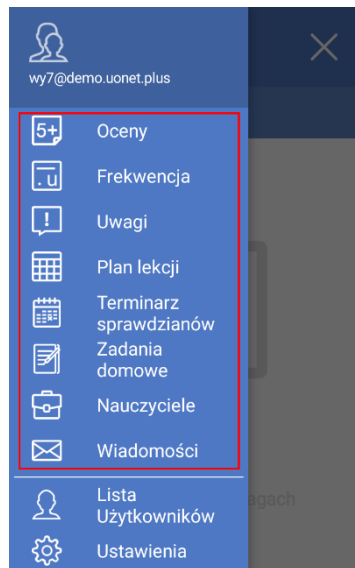 wy7@demo.uonet.plus
5+
Oceny
.u
Frekwencja
!
Uwagi
Plan lekcji
Terminarz
sprawdzianów
Zadania
domowe
Nauczyciele
Wiadomości
Lista
Użytkowników
agach
Ustawienia